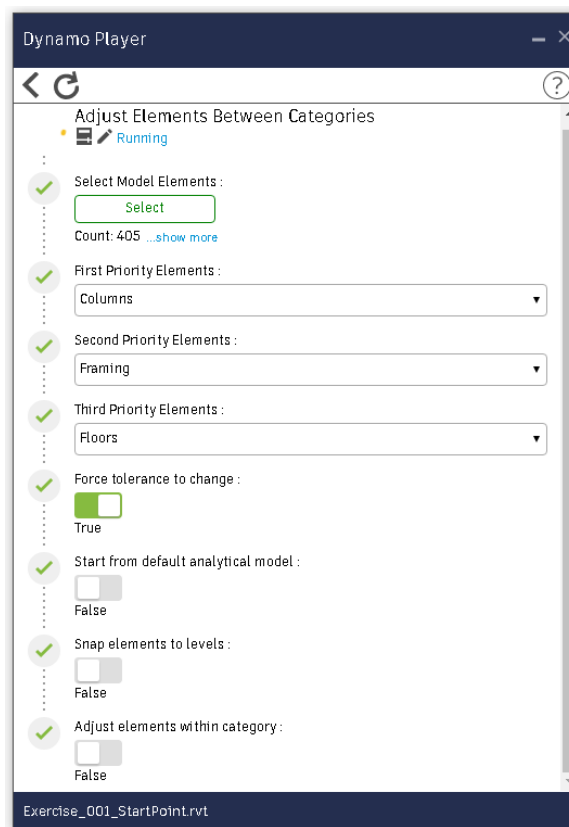 Dynamo Player
?
Adjust Elements Between Categories
Running
Select Model Elements :
Select
Count: 405 ...show more
First Priority Elements :
Columns
Second Priority Elements :
Framing
Third Priority Elements :
Floors
Force tolerance to change :
True
Start from default analytical model :
False
Snap elements to levels :
False
Adjust elements within category :
False
Exercise_001_StartPoint.rvt